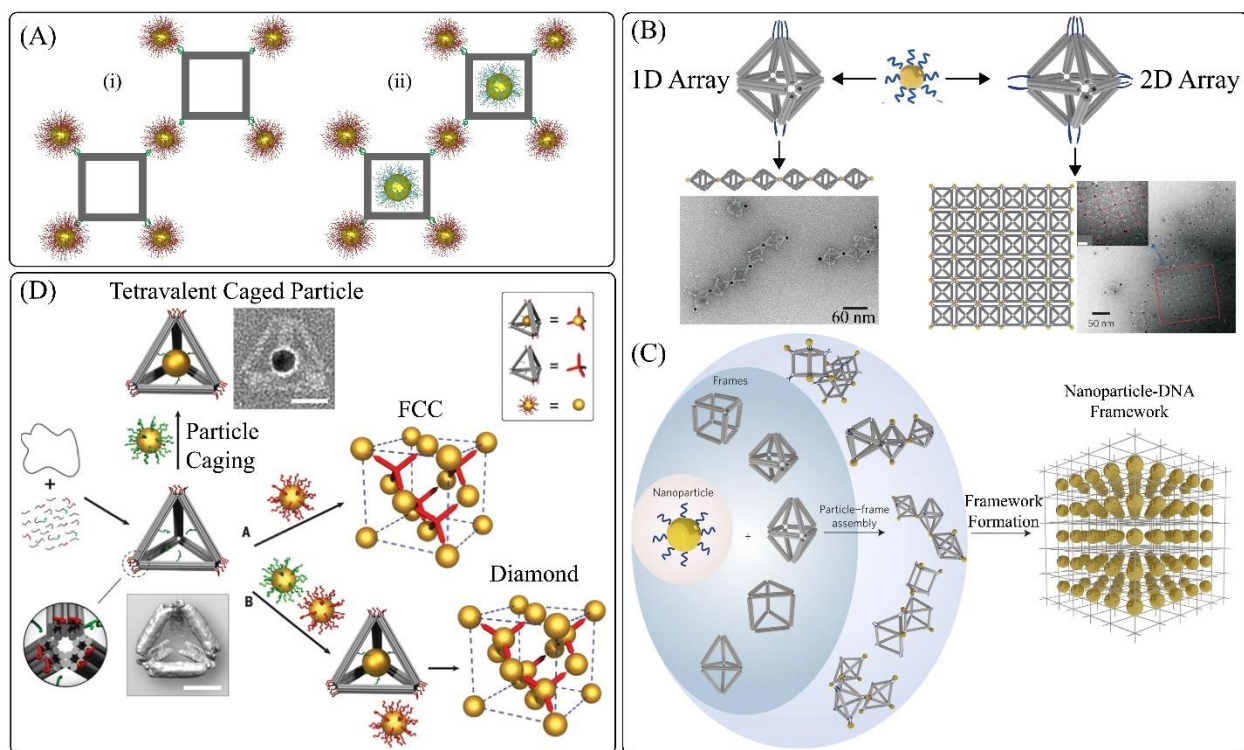 (A)
(i)
(ii)
(B)
1D Array
2D Array
60 nm
50 nm
(C)
Frames
Nanoparticle
+
Particle–frame
assembly
Framework
Formation
Nanoparticle-DNA
Framework
(D)
Tetravalent Caged Particle
=
=
=
Particle
Caging
+
A
FCC
B
Diamond